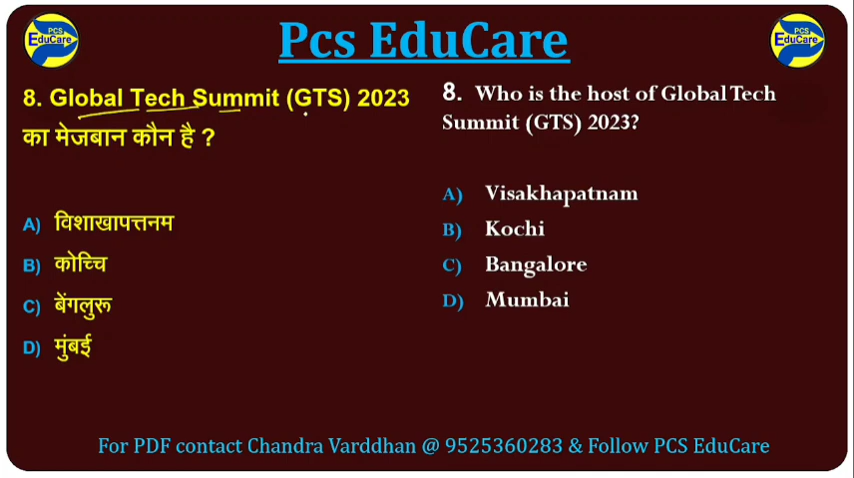 PCS
EduCare
Pcs EduCare
PCS
EduCare
8. Global Tech Summit (GTS) 2023
का मेजबान कौन है ?
A) विशाखापत्तनम
B) कोच्चि
C) बेंगलुरू
D) मुंबई
8. Who is the host of Global Tech
Summit (GTS) 2023?
A) Visakhapatnam
B) Kochi
C) Bangalore
D) Mumbai
For PDF contact Chandra Varddhan @ 9525360283 & Follow PCS EduCare